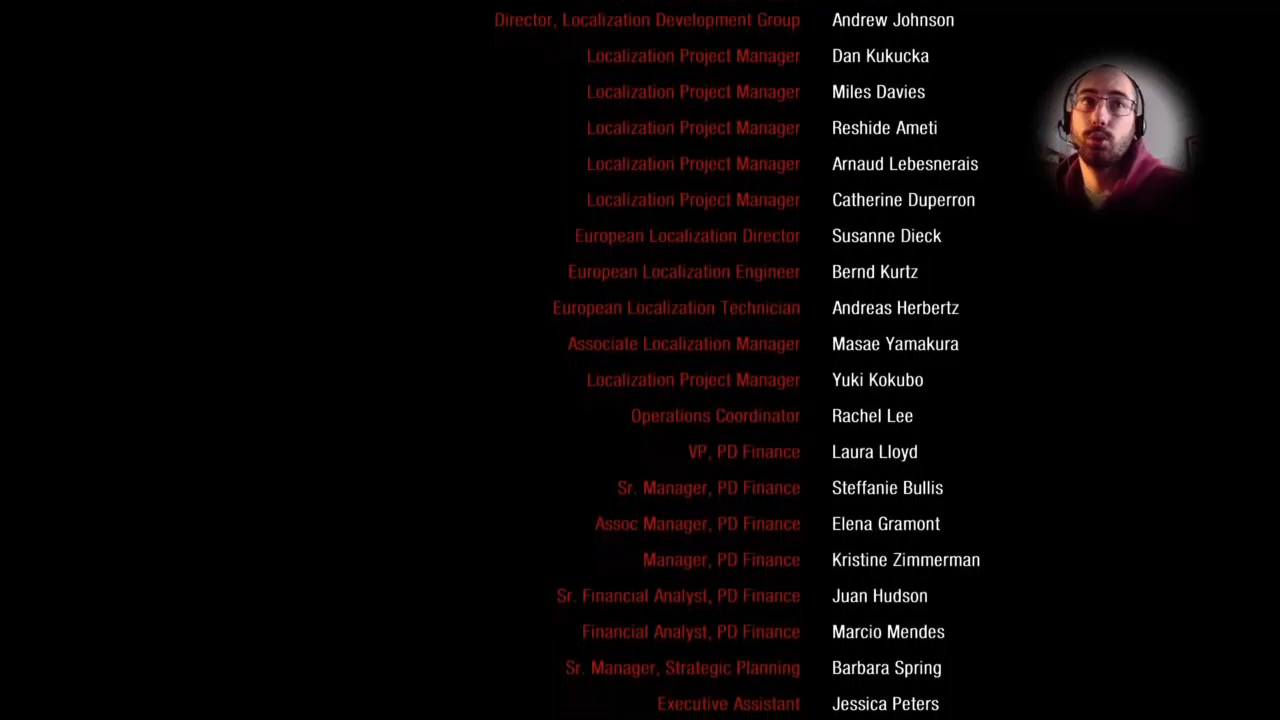 Director, Localization Development Group Andrew Johnson
Localization Project Manager Dan Kukucka
Localization Project Manager Miles Davies
Localization Project Manager Reshide Ameti
Localization Project Manager Arnaud Lebesnerais
Localization Project Manager Catherine Duperron
European Localization Director Susanne Dieck
European Localization Engineer Bernd Kurtz
European Localization Technician Andreas Herbertz
Associate Localization Manager Masae Yamakura
Localization Project Manager Yuki Kokubo
Operations Coordinator Rachel Lee
VP, PD Finance Laura Lloyd
Sr. Manager, PD Finance Steffanie Bullis
Assoc Manager, PD Finance Elena Gramont
Manager, PD Finance Kristine Zimmerman
Sr. Financial Analyst, PD Finance Juan Hudson
Financial Analyst, PD Finance Marcio Mendes
Sr. Manager, Strategic Planning Barbara Spring
Executive Assistant Jessica Peters